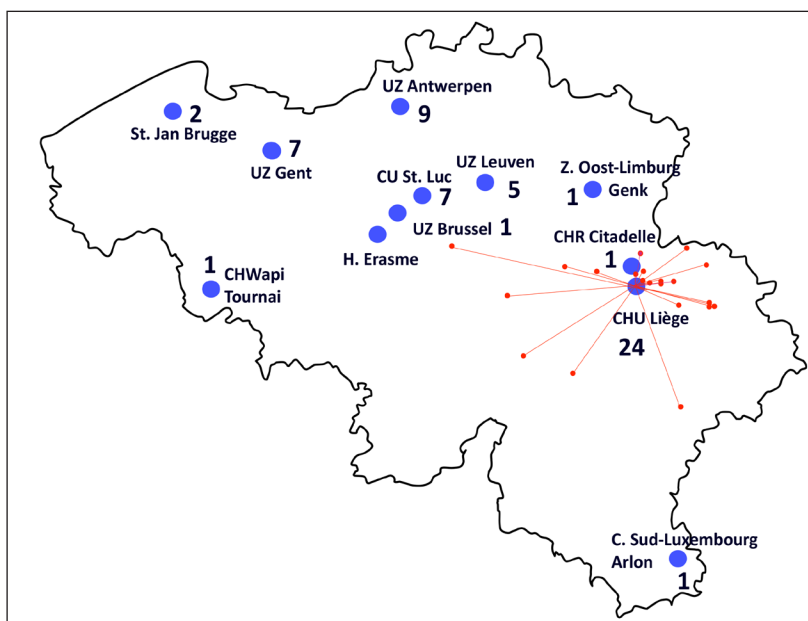 UZ Antwerpen
9
2
St. Jan Brugge
7
UZ Gent
UZ Leuven
5
CU St. Luc
7
Z. Oost-Limburg
Genk
1
UZ Brussel 1
H. Erasme
CHR Citadelle
1
1
CHWapi
Tournai
CHU Liège
24
C. Sud-Luxembourg
Arlon
1